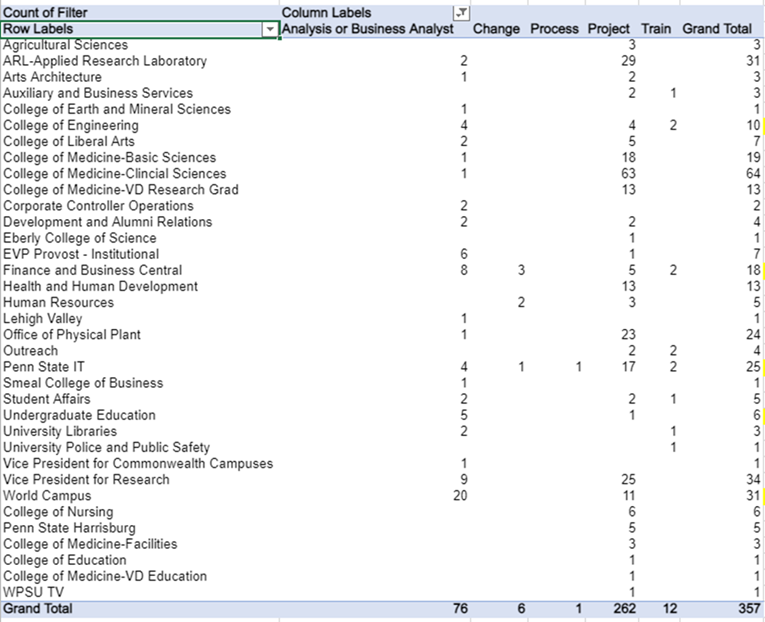 Count of Filter Column Labels
Row Labels Analysis or Business Analyst Change Process Project Train Grand Total
Agricultural Sciences 3 3
ARL-Applied Research Laboratory 2 29 31
Arts Architecture 1 2 3
Auxiliary and Business Services 2 1 3
College of Earth and Mineral Sciences 1 1
College of Engineering 4 4 2 10
College of Liberal Arts 2 5 7
College of Medicine-Basic Sciences 1 18 19
College of Medicine-Clincial Sciences 1 63 64
College of Medicine-VD Research Grad 13 13
Corporate Controller Operations 2 2
Development and Alumni Relations 2 2 4
Eberly College of Science 1 1
EVP Provost - Institutional 6 1 7
Finance and Business Central 8 3 5 2 18
Health and Human Development 13 13
Human Resources 2 3 5
Lehigh Valley 1 1
Office of Physical Plant 1 23 24
Outreach 2 2 4
Penn State IT 4 1 1 17 2 25
Smeal College of Business 1 1
Student Affairs 2 2 1 5
Undergraduate Education 5 1 6
University Libraries 2 1 3
University Police and Public Safety 1 1
Vice President for Commonwealth Campuses 1 1
Vice President for Research 9 25 34
World Campus 20 11 31
College of Nursing 6 6
Penn State Harrisburg 5 5
College of Medicine-Facilities 3 3
College of Education 1 1
College of Medicine-VD Education 1 1
WPSU TV 1 1
Grand Total 76 6 1 262 12 357